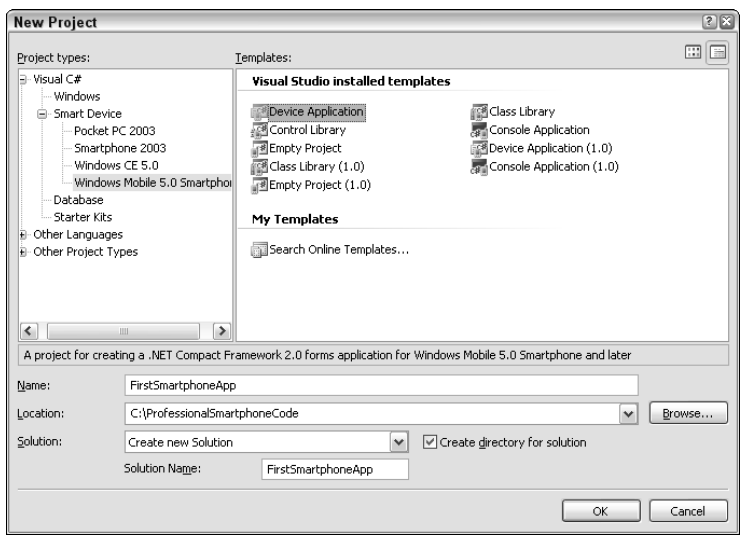 New Project
Project types:
Templates:
Visual C#
Windows
Smart Device
Pocket PC 2003
Smartphone 2003
Windows CE 5.0
Windows Mobile 5.0 Smartpho
Database
Starter Kits
Other Languages
Other Project Types
Visual Studio installed templates
Device Application
Control Library
Empty Project
Class Library (1.0)
Empty Project (1.0)
Class Library
Console Application
Device Application (1.0)
Console Application (1.0)
My Templates
Search Online Templates...
A project for creating a .NET Compact Framework 2.0 forms application for Windows Mobile 5.0 Smartphone and later
Name: FirstSmartphoneApp
Location: C:\ProfessionalSmartphoneCode Browse...
Solution: Create new Solution Create directory for solution
Solution Name: FirstSmartphoneApp
OK Cancel